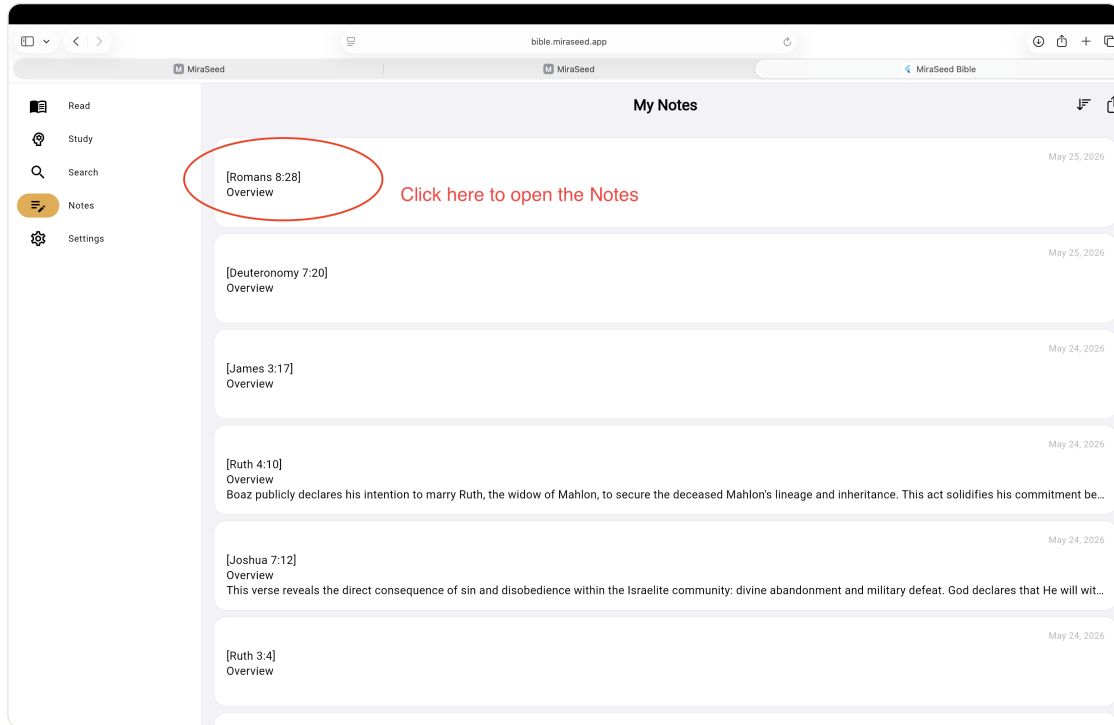 bible.miraseed.app
MiraSeed
MiraSeed
MiraSeed Bible
Read
Study
Search
Notes
Settings
My Notes
May 25, 2026
[Romans 8:28]
Overview
Click here to open the Notes
May 25, 2026
[Deuteronomy 7:20]
Overview
May 24, 2026
[James 3:17]
Overview
May 24, 2026
[Ruth 4:10]
Overview
Boaz publicly declares his intention to marry Ruth, the widow of Mahlon, to secure the deceased Mahlon's lineage and inheritance. This act solidifies his commitment be...
May 24, 2026
[Joshua 7:12]
Overview
This verse reveals the direct consequence of sin and disobedience within the Israelite community: divine abandonment and military defeat. God declares that He will wit...
May 24, 2026
[Ruth 3:4]
Overview